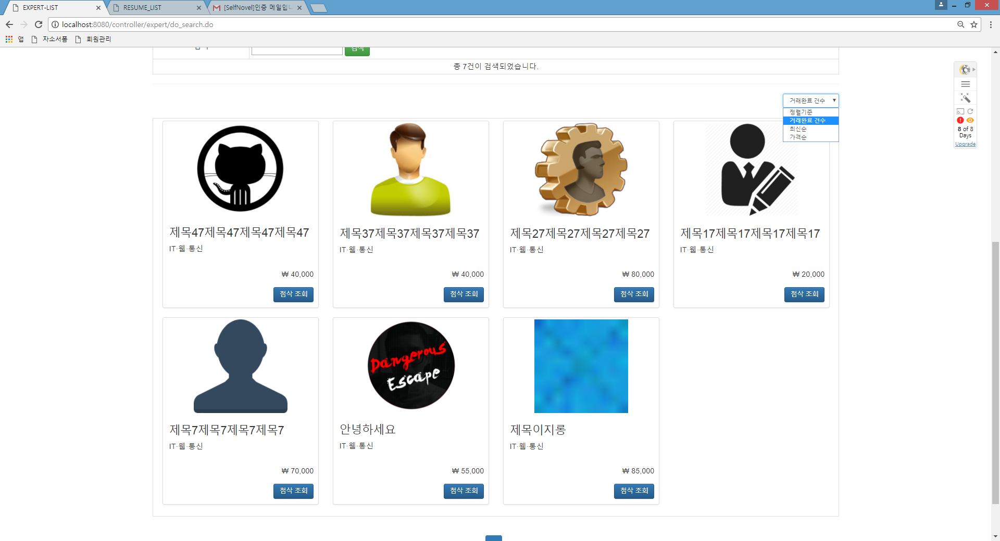 EXPERT-LIST
RESUME_LIST
[SelfNovel]인증 메일입니
localhost:8080/controller/expert/do_search.do
앱
자소서폼
회원관리
검색
총 7건이 검색되었습니다.
거래완료 건수
정렬기준
거래완료 건수
최신순
가격순
8 of 8
Days
Upgrade
제목47제목47제목47제목47
IT·웹·통신
₩ 40,000
첨삭 조회
제목37제목37제목37제목37
IT·웹·통신
₩ 40,000
첨삭 조회
제목27제목27제목27제목27
IT·웹·통신
₩ 80,000
첨삭 조회
제목17제목17제목17제목17
IT·웹·통신
₩ 20,000
첨삭 조회
제목7제목7제목7제목7
IT·웹·통신
₩ 70,000
첨삭 조회
Dangerous
Escape
안녕하세요
IT·웹·통신
₩ 55,000
첨삭 조회
제목이지롱
IT·웹·통신
₩ 85,000
첨삭 조회